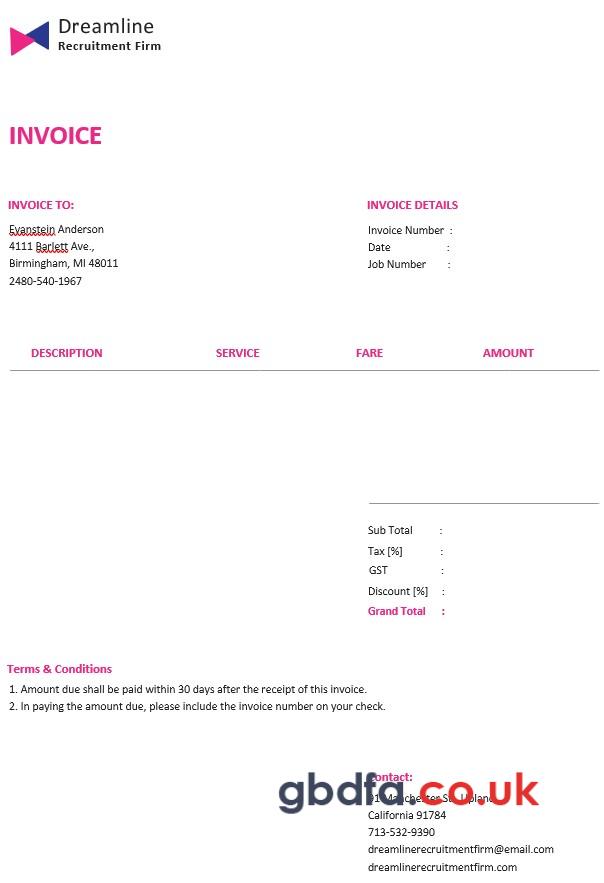 Dreamline
Recruitment Firm
INVOICE
INVOICE TO:
Evanstein Anderson
4111 Barlett Ave.,
Birmingham, MI 48011
2480-540-1967
INVOICE DETAILS
Invoice Number :
Date :
Job Number :
DESCRIPTION SERVICE FARE AMOUNT
Sub Total :
Tax [%] :
GST :
Discount [%] :
Grand Total :
Terms & Conditions
1. Amount due shall be paid within 30 days after the receipt of this invoice.
2. In paying the amount due, please include the invoice number on your check.
Contact:
gbdfa.co.uk
91 Manchester St., Upland
California 91784
713-532-9390
dreamlinerecruitmentfirm@email.com
dreamlinerecruitmentfirm.com